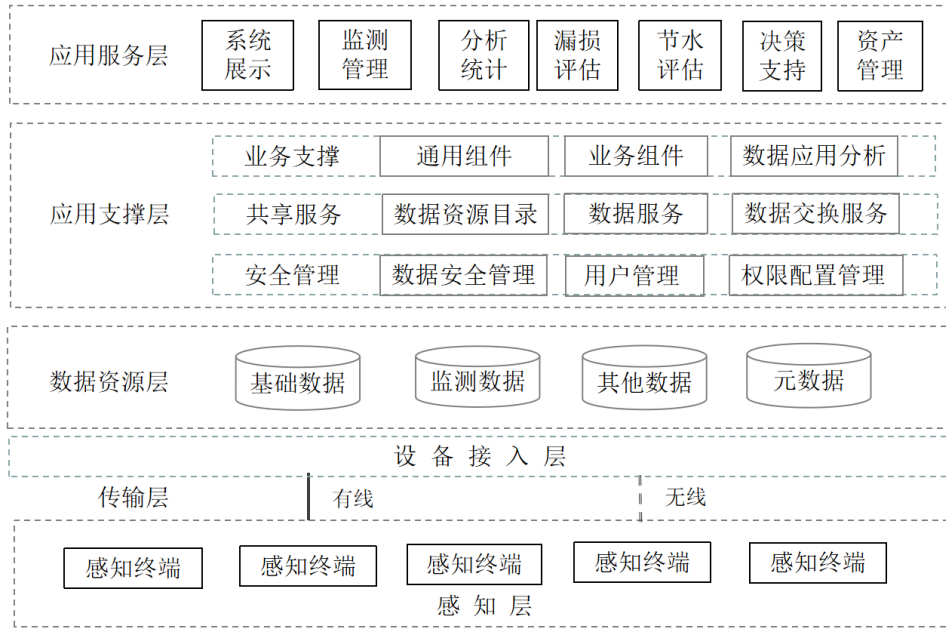 应用服务层
系统
展示
监测
管理
分析
统计
漏损
评估
节水
评估
决策
支持
资产
管理
应用支撑层
业务支撑 通用组件 业务组件 数据应用分析
共享服务 数据资源目录 数据服务 数据交换服务
安全管理 数据安全管理 用户管理 权限配置管理
数据资源层 基础数据 监测数据 其他数据 元数据
设备接入层
传输层 有线 无线
感知终端 感知终端 感知终端 感知终端 感知终端
感知层